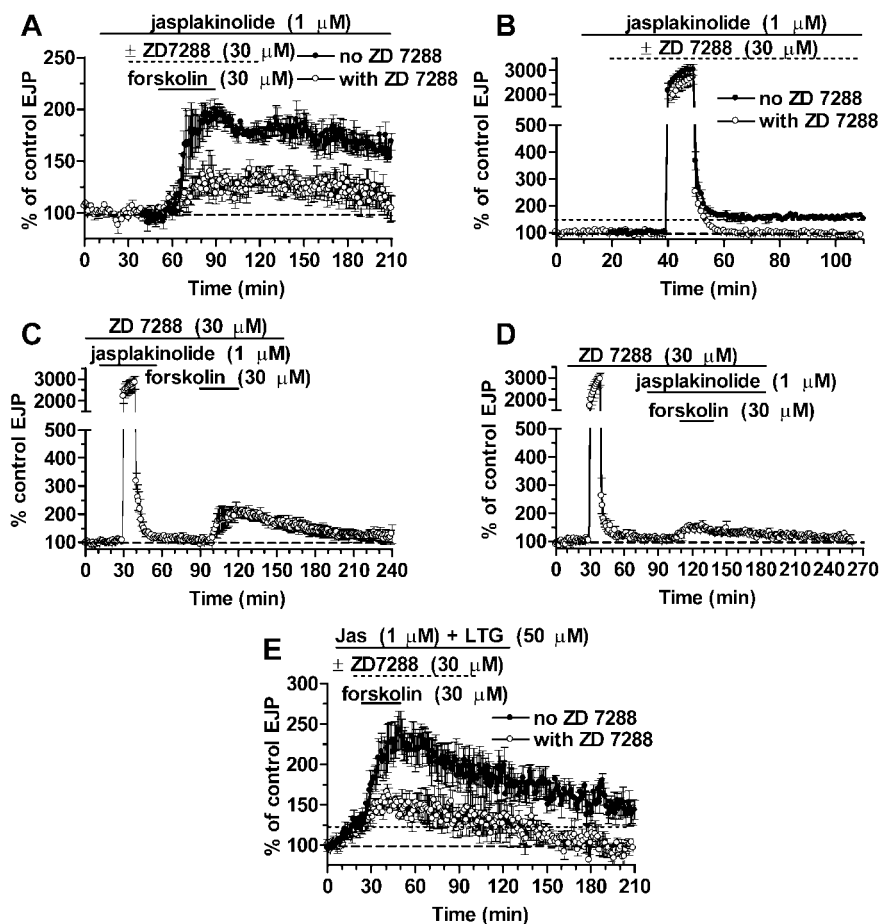 A
jasplakinolide (1 μM)
± ZD7288 (30 μM)
forskolin (30 μM)
no ZD 7288
with ZD 7288
% of control EJP
250
200
150
100
0 30 60 90 120 150 180 210
Time (min)
B
jasplakinolide (1 μM)
± ZD 7288 (30 μM)
no ZD 7288
with ZD 7288
% of control EJP
3000
2000
500
400
300
200
100
0 20 40 60 80 100
Time (min)
C
ZD 7288 (30 μM)
jasplakinolide (1 μM)
forskolin (30 μM)
% control EJP
3000
2000
500
400
300
200
100
0 30 60 90 120 150 180 210 240
Time (min)
D
ZD 7288 (30 μM)
jasplakinolide (1 μM)
forskolin (30 μM)
% of control EJP
3000
2000
500
400
300
200
100
0 30 60 90 120 150 180 210 240 270
Time (min)
E
Jas (1 μM) + LTG (50 μM)
± ZD7288 (30 μM)
forskolin (30 μM)
no ZD 7288
with ZD 7288
% of control EJP
300
250
200
150
100
0 30 60 90 120 150 180 210
Time (min)